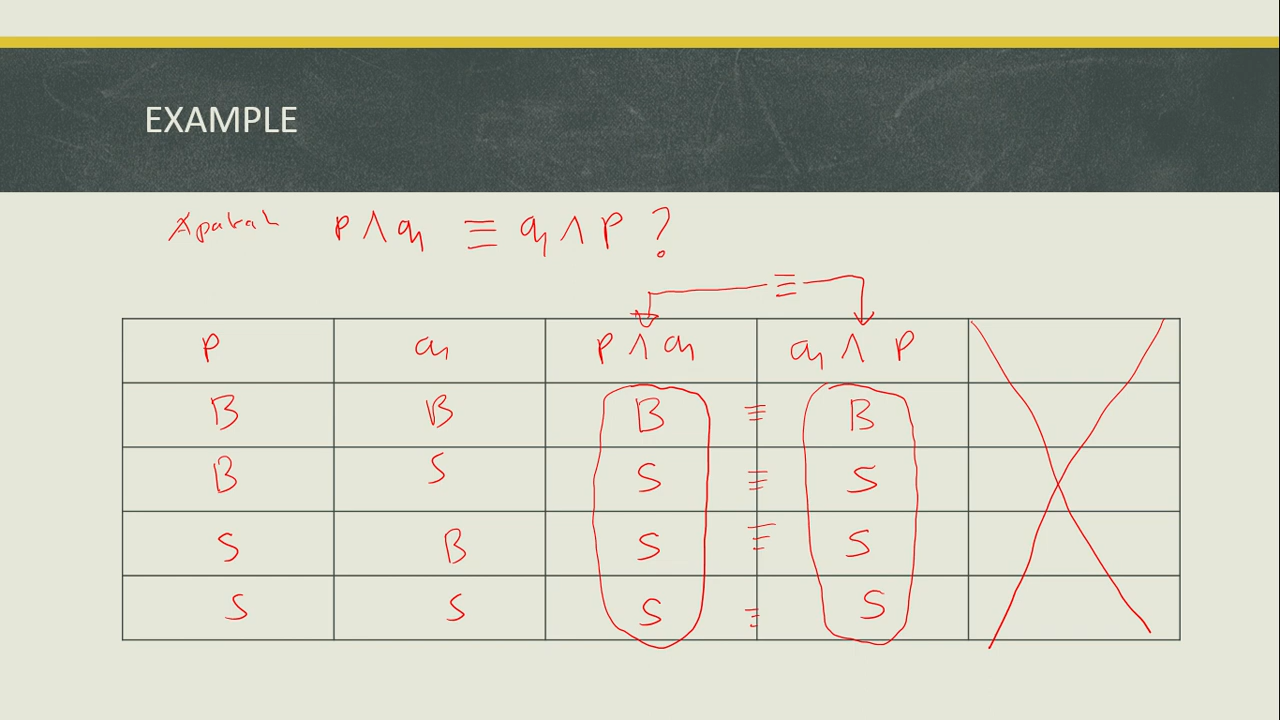 EXAMPLE
Apakah p ∧ q ≡ q ∧ p ?
≡
p q p ∧ q q ∧ p
B B B ≡ B
B S S ≡ S
S B S ≡ S
S S S ≡ S